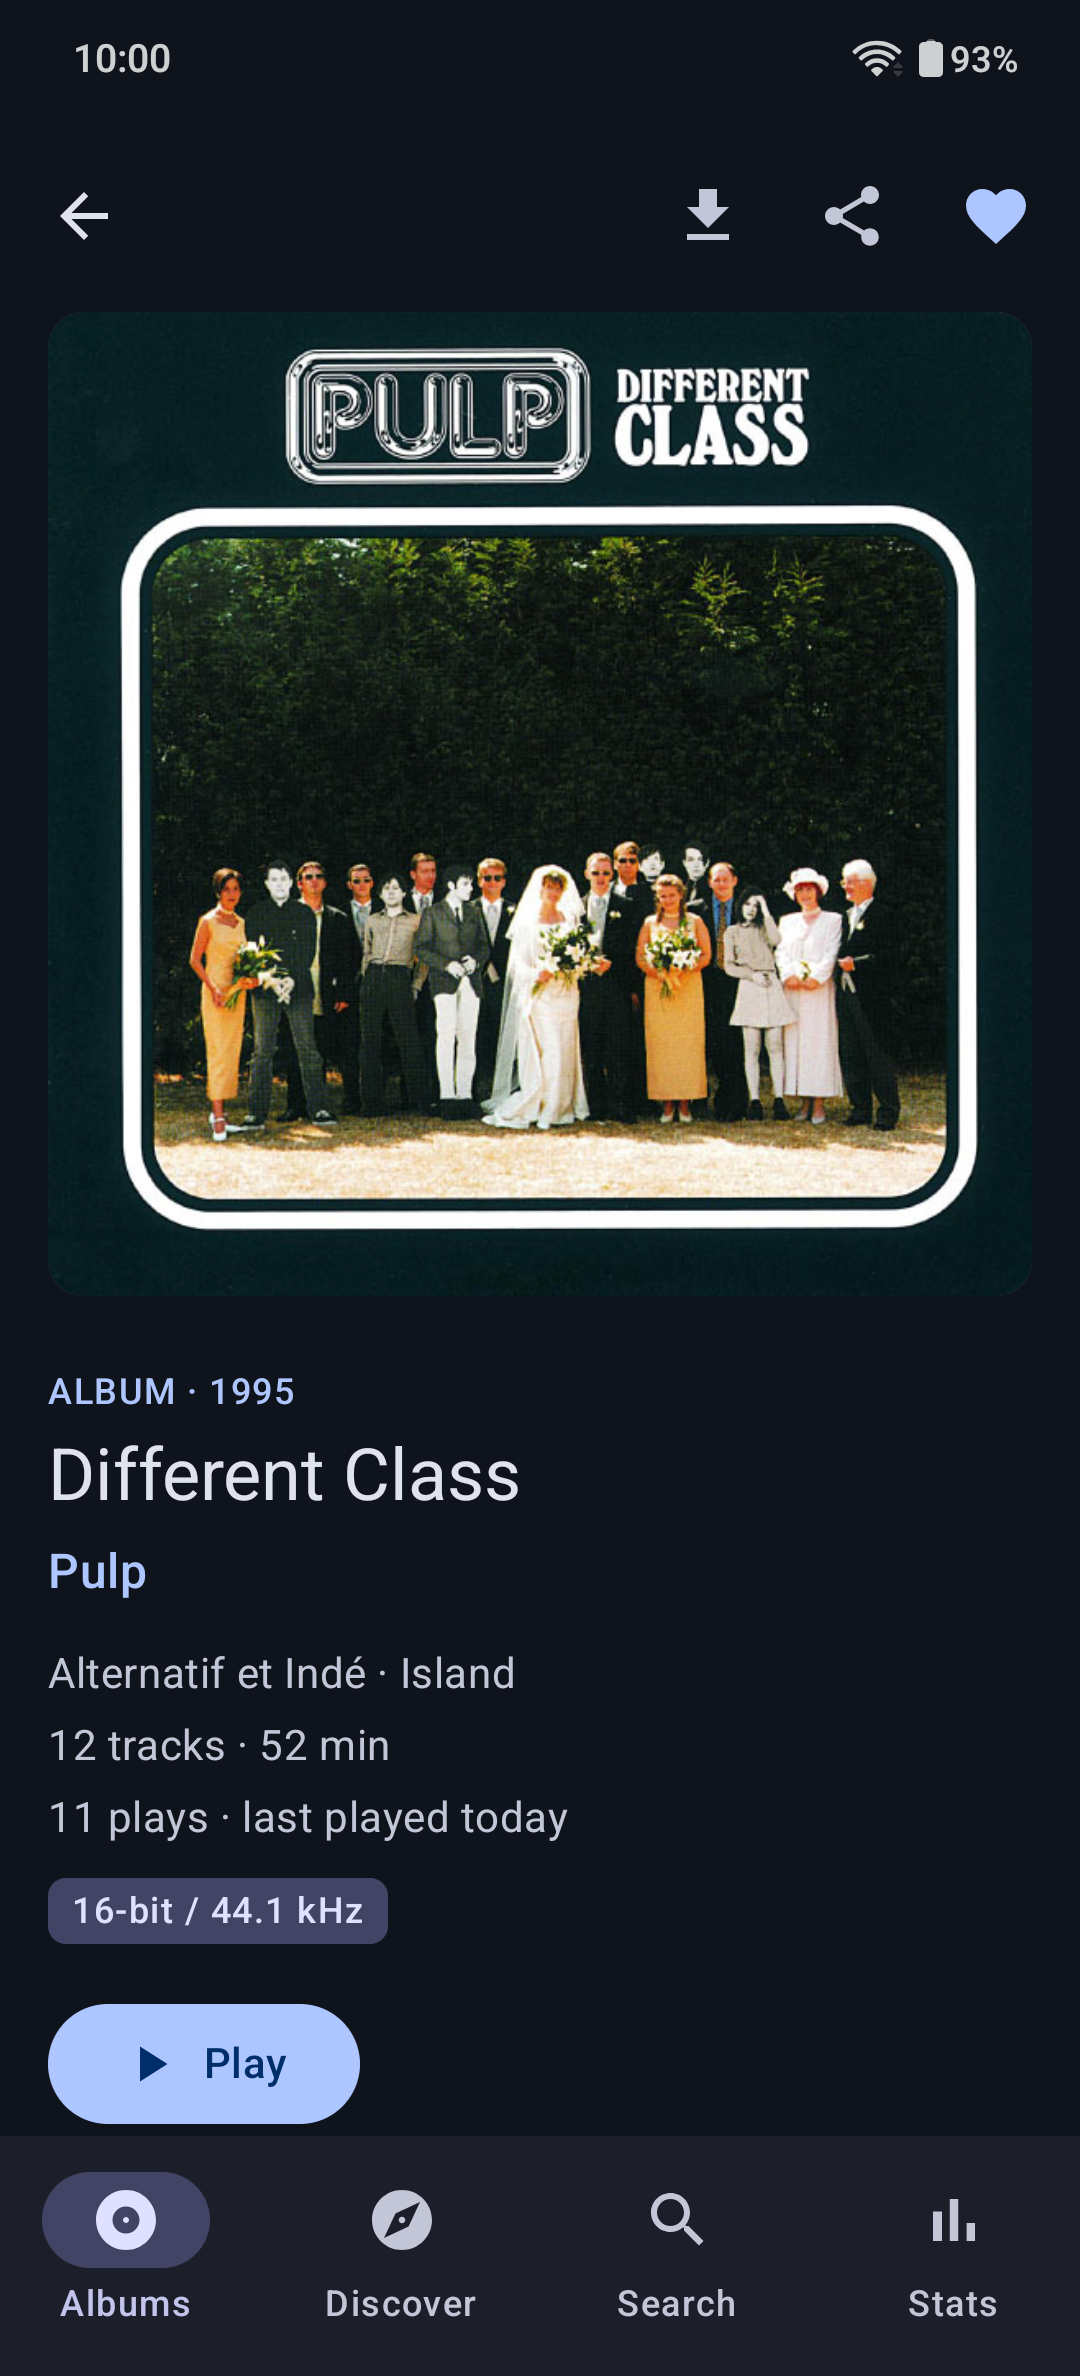 10:00
93%
PULP
DIFFERENT
CLASS
ALBUM · 1995
Different Class
Pulp
Alternatif et Indé · Island
12 tracks · 52 min
11 plays · last played today
16-bit / 44.1 kHz
Play
Albums
Discover
Search
Stats